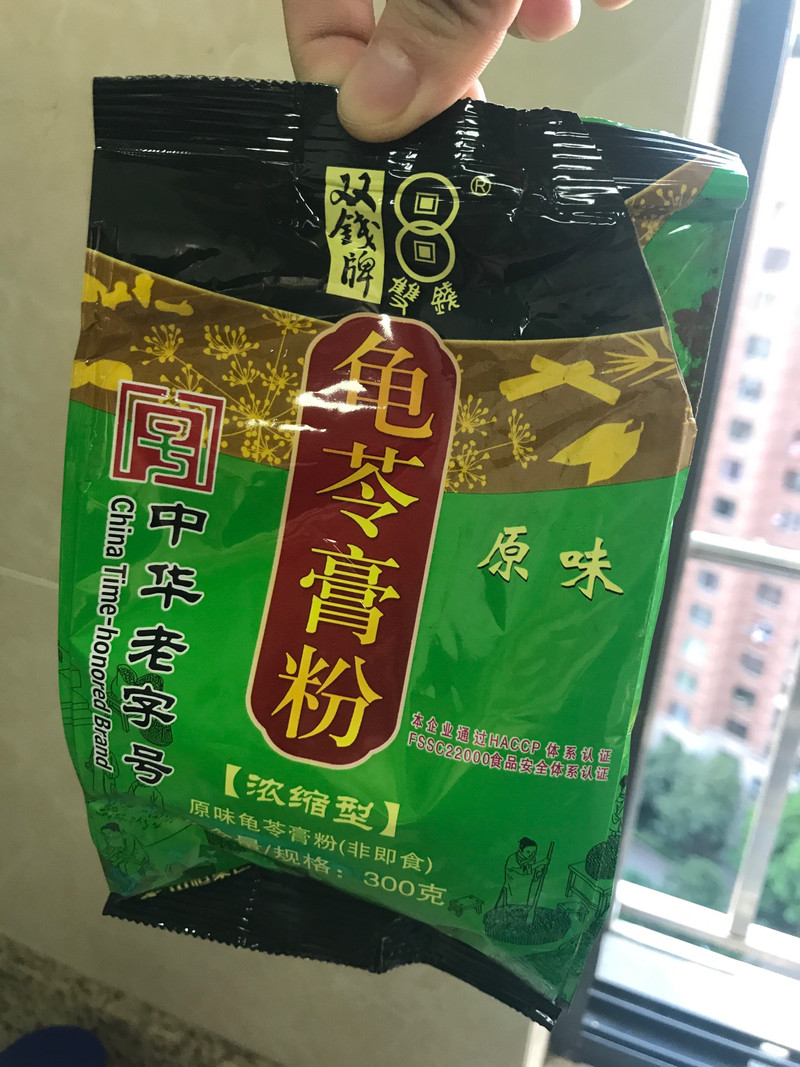 双钱牌
®
雙錢
龟苓膏粉
原味
中华老字号
China Time-honored Brand
本企业通过HACCP体系认证
FSSC22000食品安全体系认证
【浓缩型】
原味龟苓膏粉(非即食)
量/规格：300克